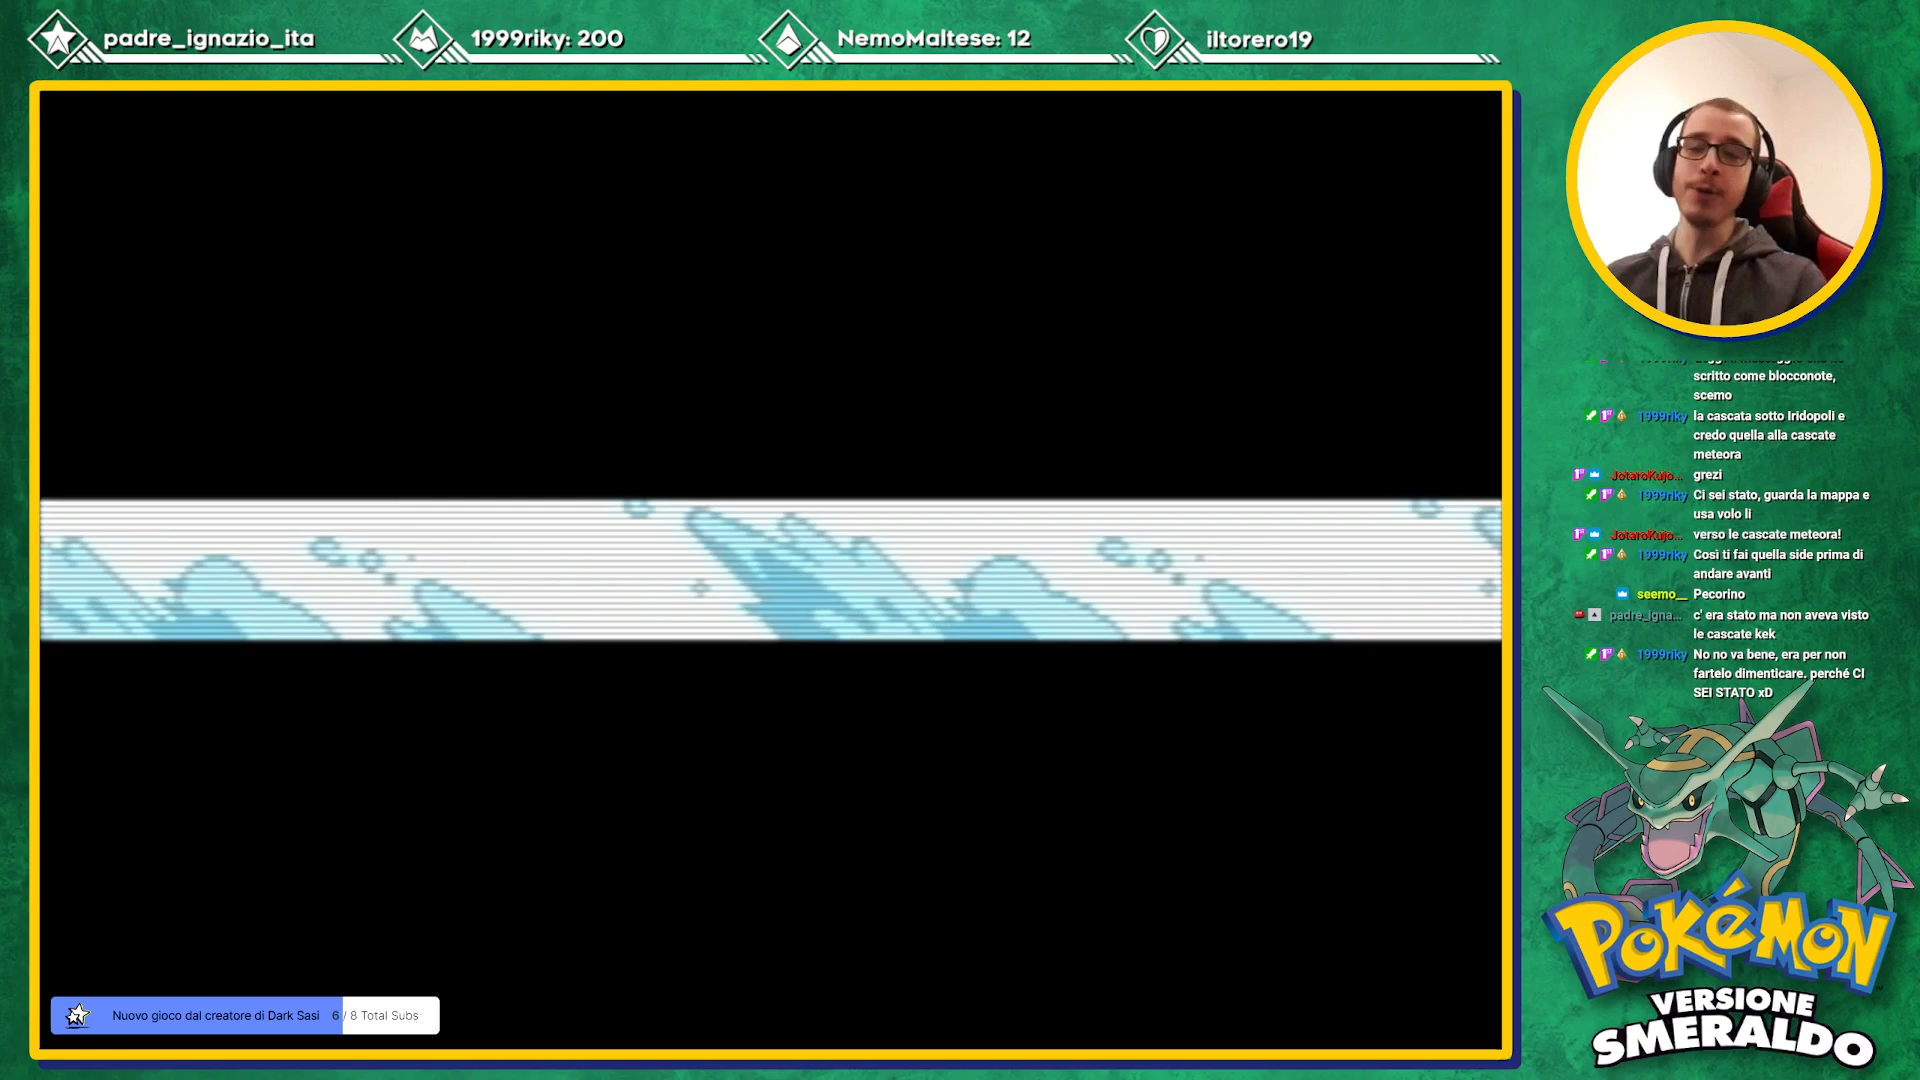 padre_ignazio_ita
1999riky: 200
NemoMaltese: 12
iltorero19
scritto come blocconote,
scemo
1999riky la cascata sotto Iridopoli e
credo quella alla cascate
meteora
JotaroKujo... grezi
1999riky Ci sei stato, guarda la mappa e
usa volo lì
JotaroKujo... verso le cascate meteora!
1999riky Così ti fai quella side prima di
andare avanti
seemo__ Pecorino
padre_igna... c' era stato ma non aveva visto
le cascate kek
1999riky No no va bene, era per non
fartelo dimenticare. perché CI
SEI STATO xD
POKéMON
VERSIONE
SMERALDO
Nuovo gioco dal creatore di Dark Sasi 6 / 8 Total Subs